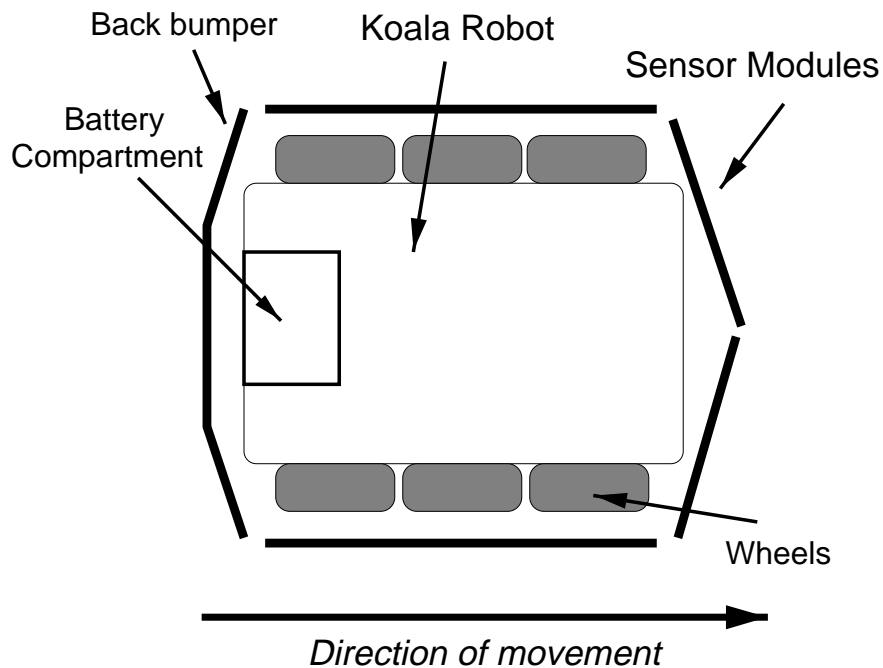 Back bumper
Koala Robot
Sensor Modules
Battery
Compartment
Wheels
Direction of movement